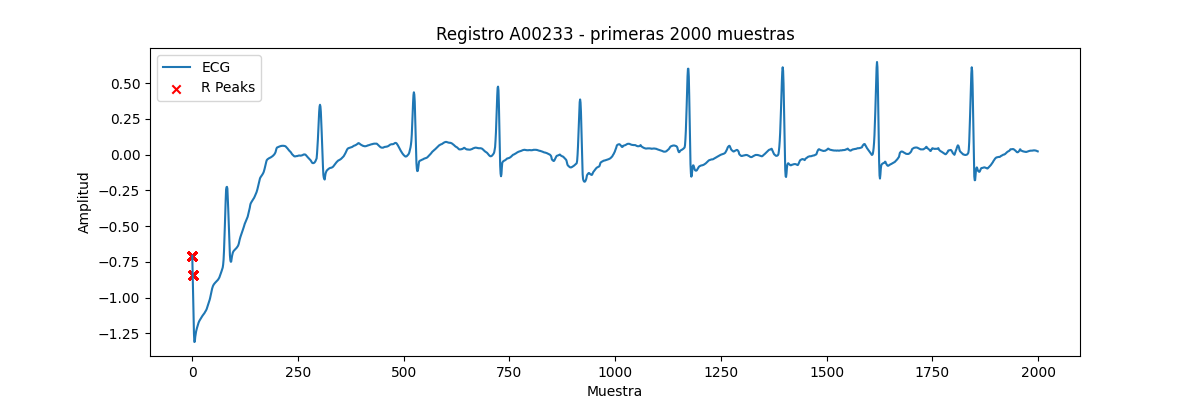 Registro A00233 - primeras 2000 muestras
ECG
R Peaks
Amplitud
0.50
0.25
0.00
−0.25
−0.50
−0.75
−1.00
−1.25
0 250 500 750 1000 1250 1500 1750 2000
Muestra